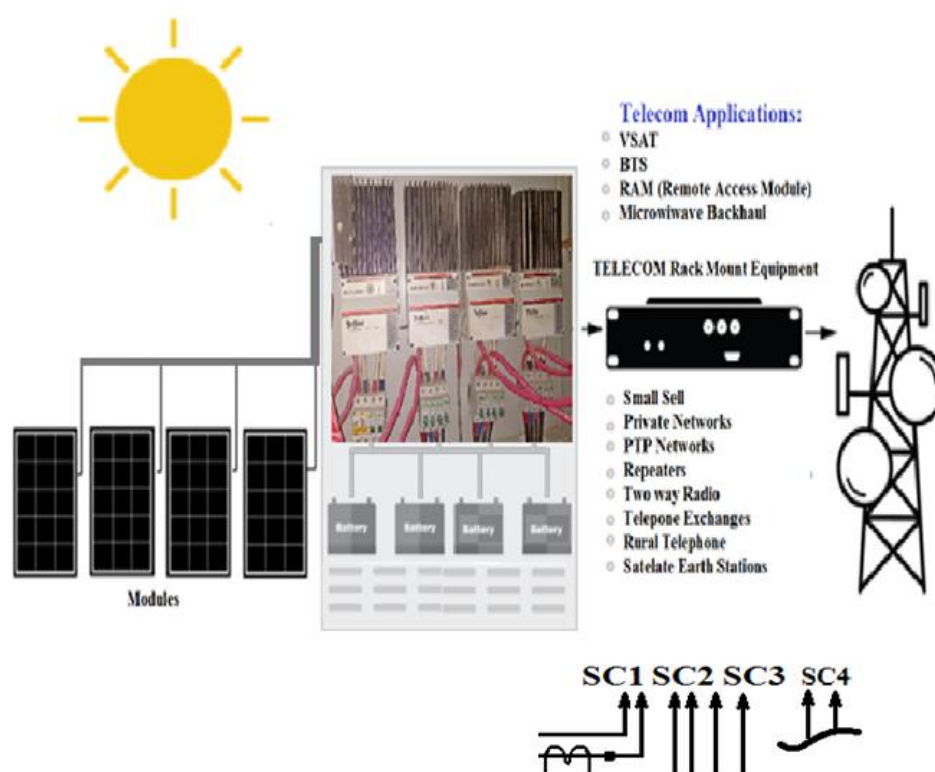 Telecom Applications:
VSAT
BTS
RAM (Remote Access Module)
Microwiwave Backhaul
TELECOM Rack Mount Equipment
Small Sell
Private Networks
PTP Networks
Repeaters
Two way Radio
Telepone Exchanges
Rural Telephone
Satelate Earth Stations
Battery Battery Battery Battery
Modules
SC1 SC2 SC3 SC4